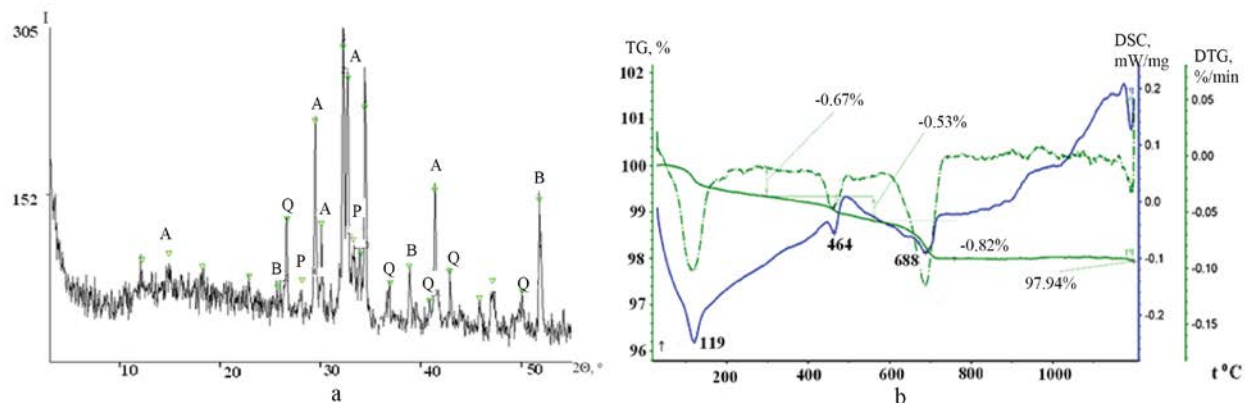 I
305
152
A
Q
B
P
A
A
A
P
Q
B
A
Q
Q
Q
B
10
20
30
40
50
2Θ, °
a
TG, %
102
101
100
99
98
97
96
-0.67%
-0.53%
-0.82%
97.94%
119
464
688
200
400
600
800
1000
t °C
DSC,
mW/mg
0.2
0.1
0.0
-0.1
-0.2
DTG,
%/min
0.05
0.00
-0.05
-0.10
-0.15
b